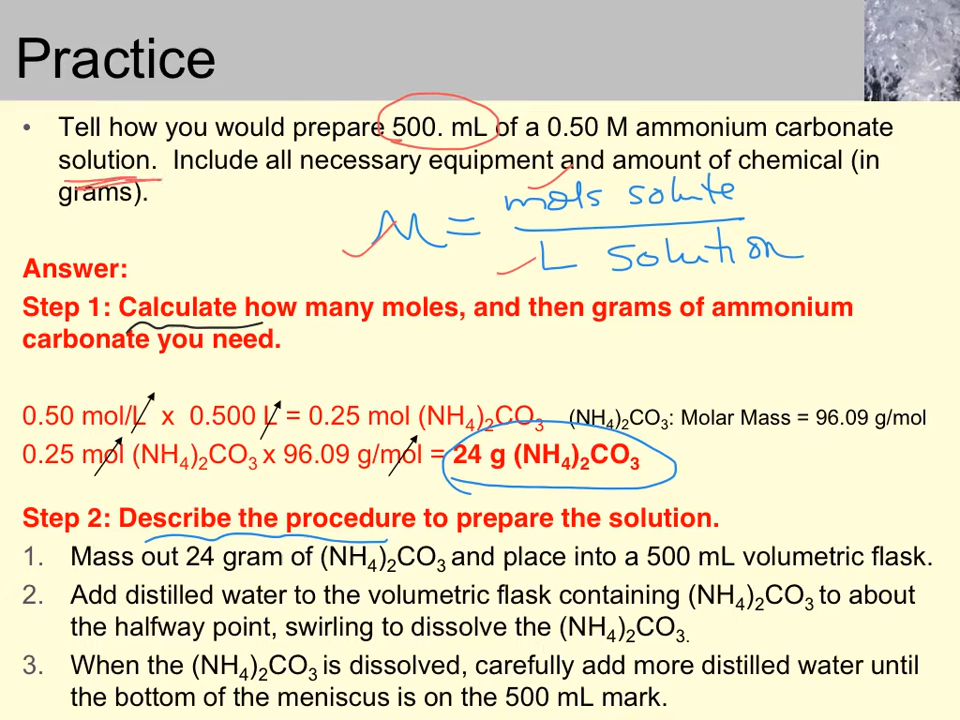 Practice
• Tell how you would prepare 500. mL of a 0.50 M ammonium carbonate
solution. Include all necessary equipment and amount of chemical (in
grams).
M = mols solute / L solution
Answer:
Step 1: Calculate how many moles, and then grams of ammonium
carbonate you need.
0.50 mol/L x 0.500 L = 0.25 mol (NH₄)₂CO₃ (NH₄)₂CO₃: Molar Mass = 96.09 g/mol
0.25 mol (NH₄)₂CO₃ x 96.09 g/mol = 24 g (NH₄)₂CO₃
Step 2: Describe the procedure to prepare the solution.
1. Mass out 24 gram of (NH₄)₂CO₃ and place into a 500 mL volumetric flask.
2. Add distilled water to the volumetric flask containing (NH₄)₂CO₃ to about
the halfway point, swirling to dissolve the (NH₄)₂CO₃.
3. When the (NH₄)₂CO₃ is dissolved, carefully add more distilled water until
the bottom of the meniscus is on the 500 mL mark.